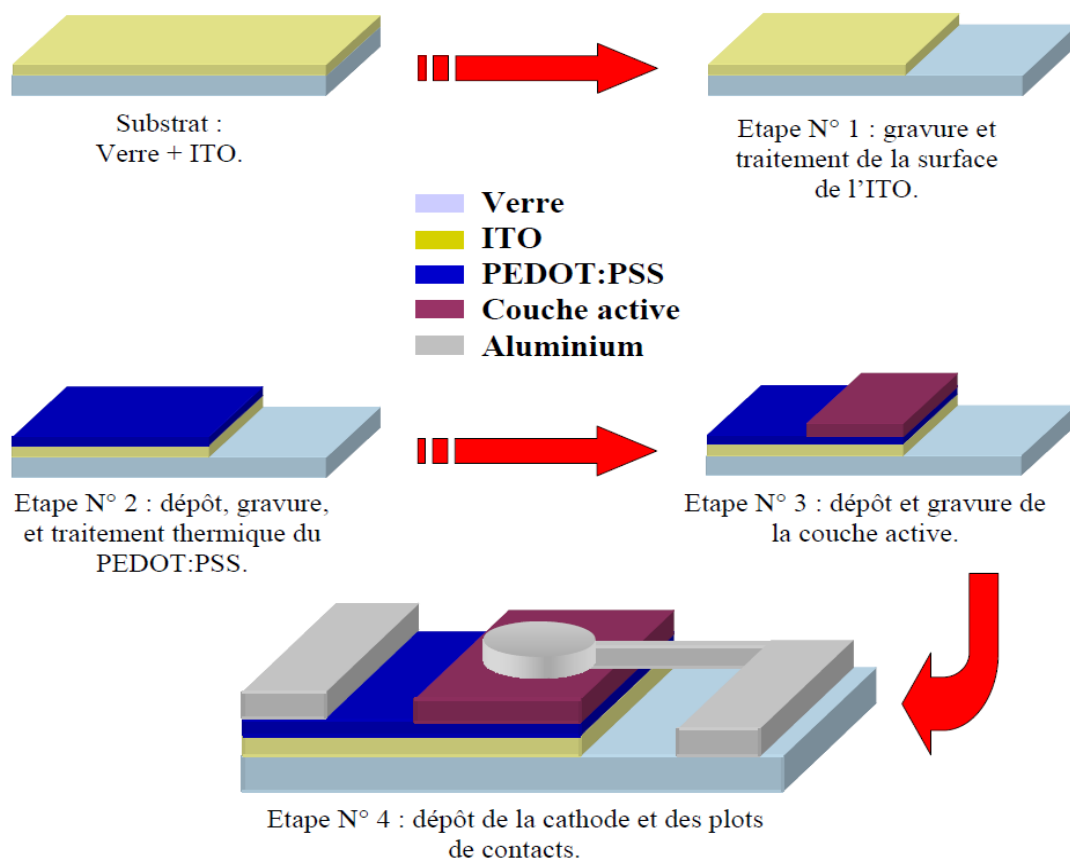 Substrat :
Verre + ITO.
Etape N° 1 : gravure et
traitement de la surface
de l’ITO.
Verre
ITO
PEDOT:PSS
Couche active
Aluminium
Etape N° 2 : dépôt, gravure,
et traitement thermique du
PEDOT:PSS.
Etape N° 3 : dépôt et gravure de
la couche active.
Etape N° 4 : dépôt de la cathode et des plots
de contacts.